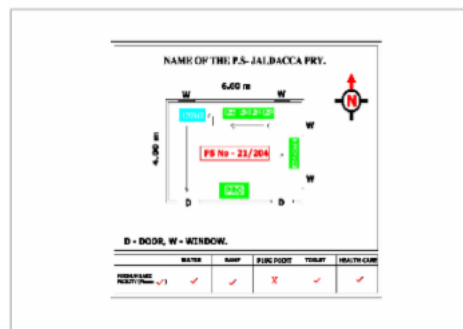 NAME OF THE P.S- JALDACCA PRY.
6.00 m
W W
N
4.00 m
W
PS No - 21/204
W
D D
D - DOOR, W - WINDOW.
WATER RAMP PLUG POINT TOILET HEALTH CARE
✓ ✓ X ✓ ✓